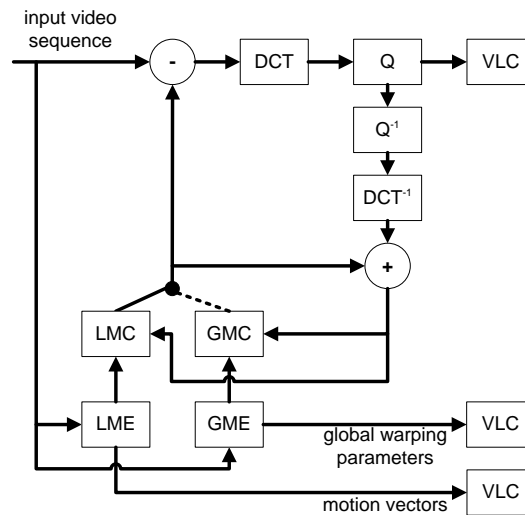 input video
sequence
-
DCT
Q
VLC
Q-1
DCT-1
+
LMC
GMC
LME
GME
global warping
parameters
VLC
motion vectors
VLC